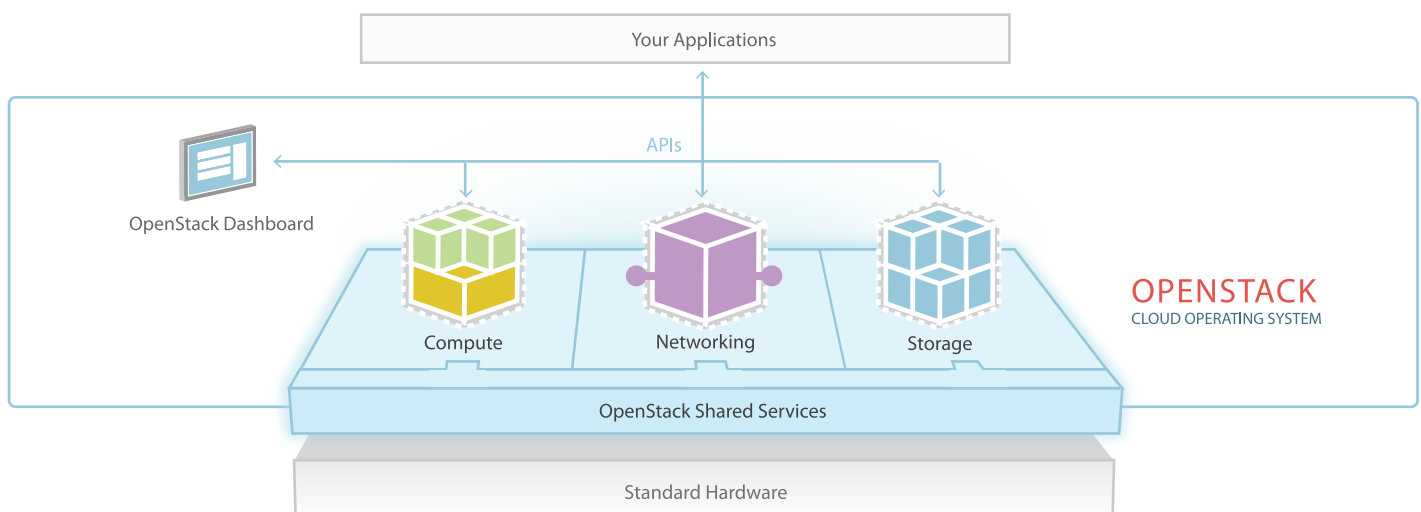 Your Applications
APIs
OpenStack Dashboard
OPENSTACK
CLOUD OPERATING SYSTEM
Compute
Networking
Storage
OpenStack Shared Services
Standard Hardware